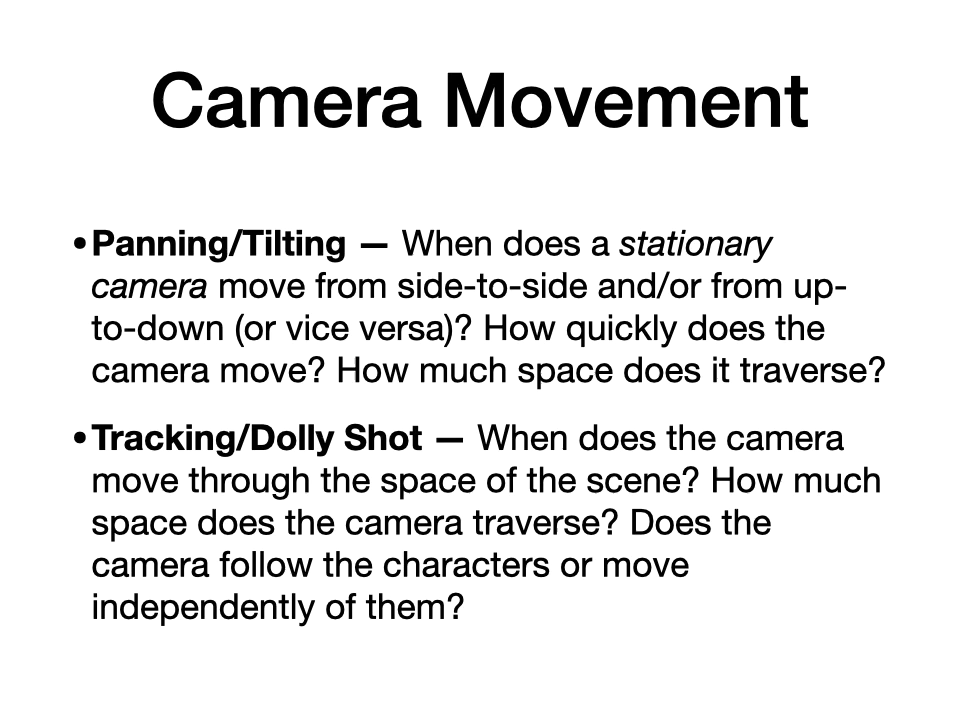 Camera Movement
•Panning/Tilting — When does a stationary
camera move from side-to-side and/or from up-
to-down (or vice versa)? How quickly does the
camera move? How much space does it traverse?
•Tracking/Dolly Shot — When does the camera
move through the space of the scene? How much
space does the camera traverse? Does the
camera follow the characters or move
independently of them?